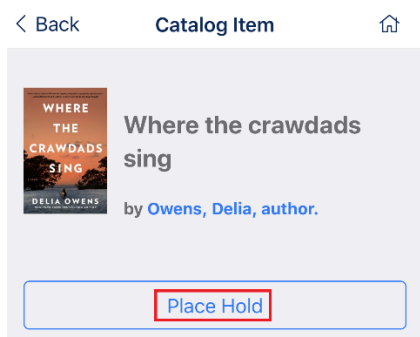 Back
Catalog Item
WHERE
THE
CRAWDADS
SING
DELIA OWENS
Where the crawdads
sing
by Owens, Delia, author.
Place Hold